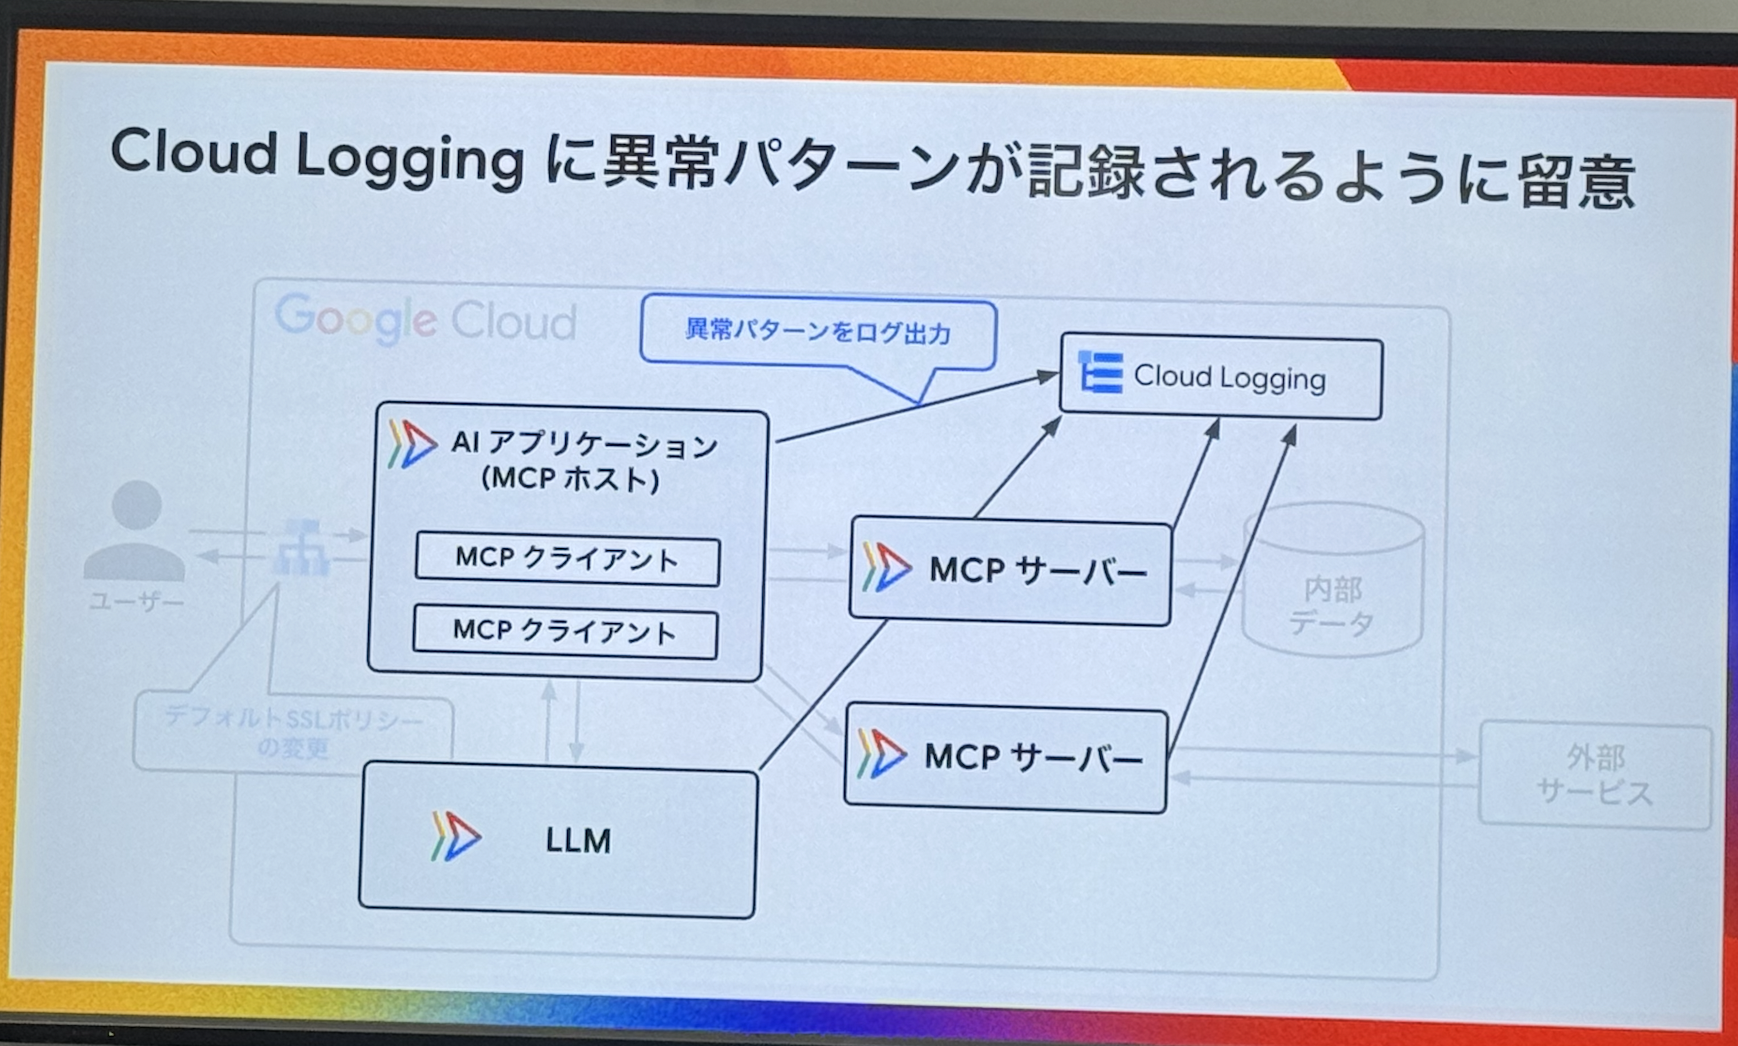 Cloud Logging に異常パターンが記録されるように留意
Google Cloud
異常パターンをログ出力
Cloud Logging
AI アプリケーション
(MCP ホスト)
MCP クライアント
MCP クライアント
MCP サーバー
内部
データ
ユーザー
デフォルトSSLポリシー
の変更
MCP サーバー
外部
サービス
LLM